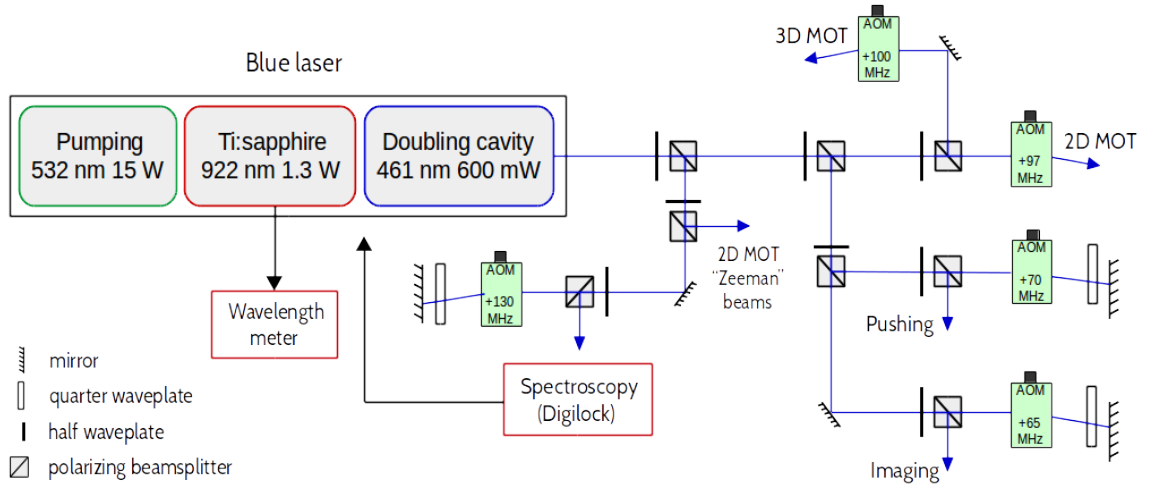 Blue laser
Pumping
532 nm 15 W
Ti:sapphire
922 nm 1.3 W
Doubling cavity
461 nm 600 mW
3D MOT
AOM
+100
MHz
AOM
+97
MHz
2D MOT
2D MOT
“Zeeman”
beams
AOM
+130
MHz
AOM
+70
MHz
Pushing
Wavelength
meter
Spectroscopy
(Digilock)
AOM
+65
MHz
Imaging
mirror
quarter waveplate
half waveplate
polarizing beamsplitter